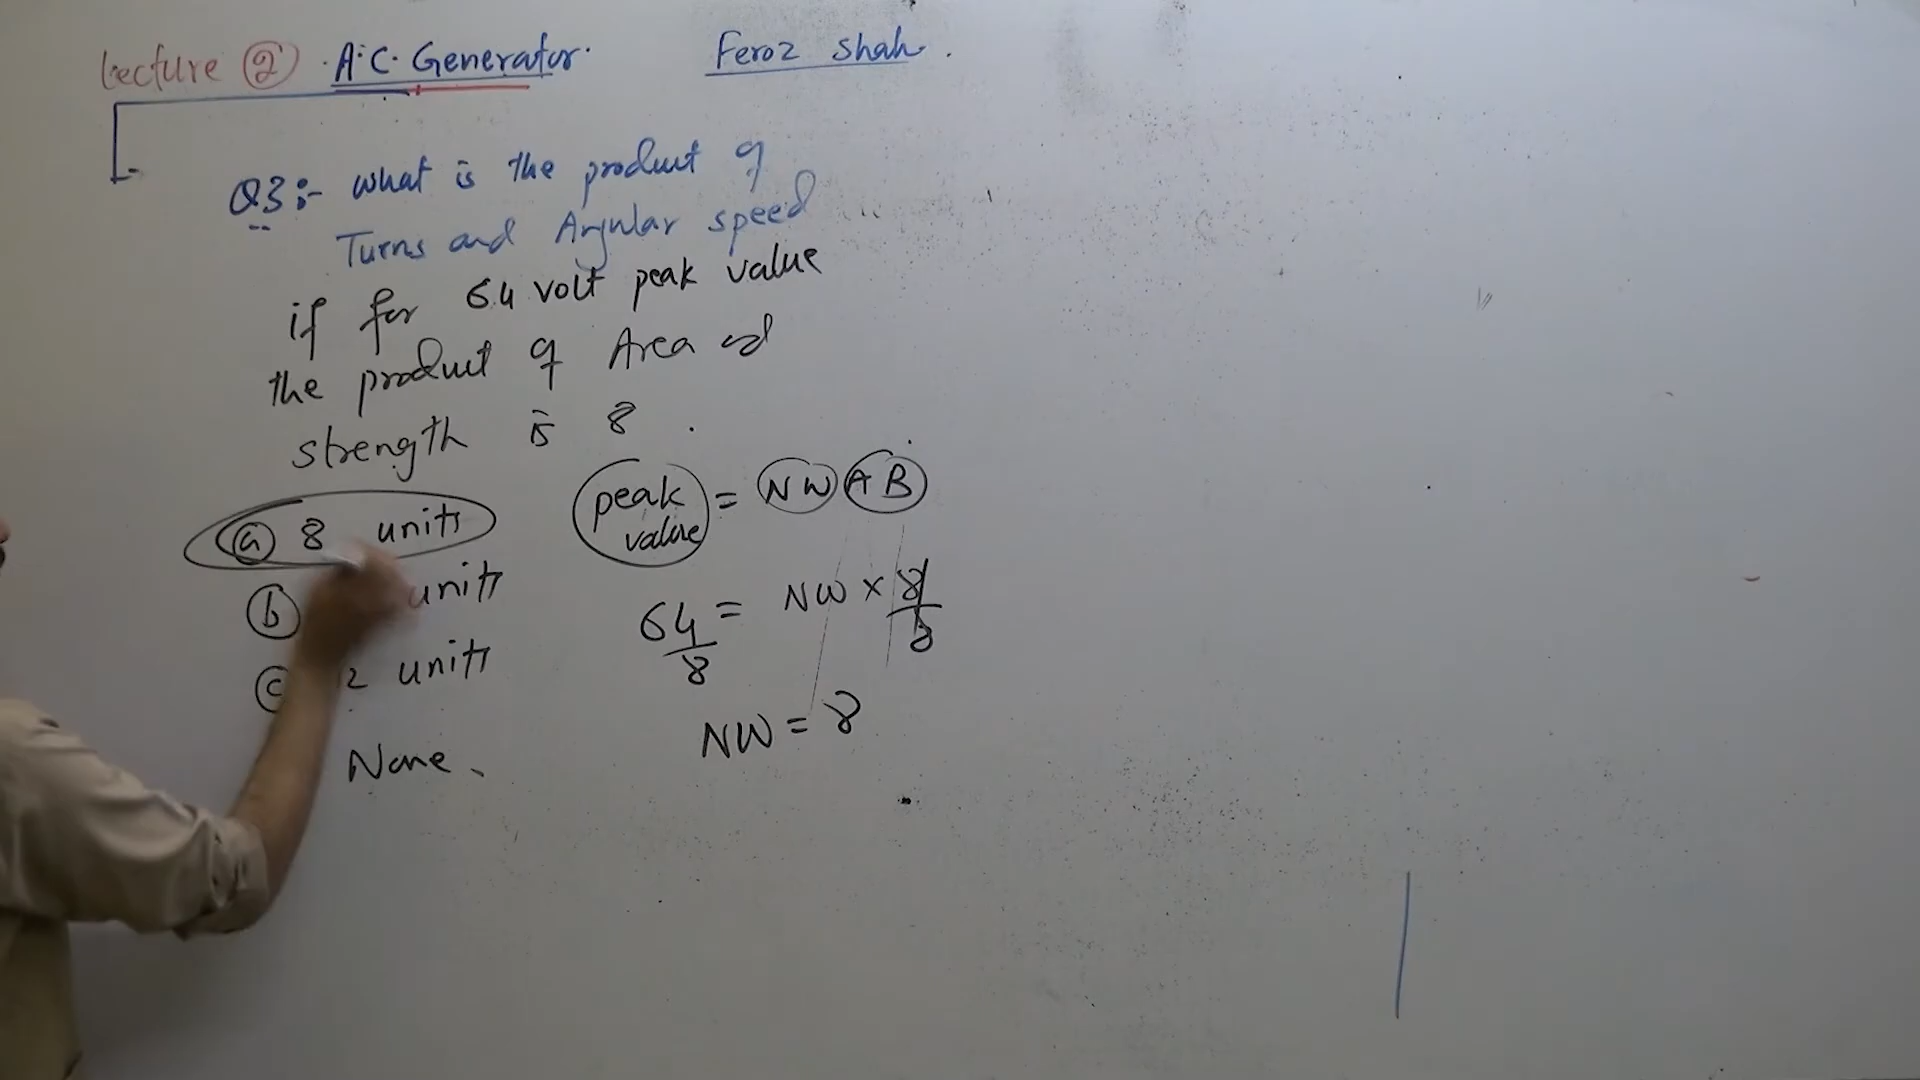 Lecture ② A.C. Generator. Feroz Shah.
Q3:- What is the product of
Turns and Angular speed
if for 64 volt peak value
the product of Area and
strength is 8.
ⓐ 8 units
ⓑ units
ⓒ 2 units
None.
peak value = NW AB
64/8 = NW × 8/8
NW = 8